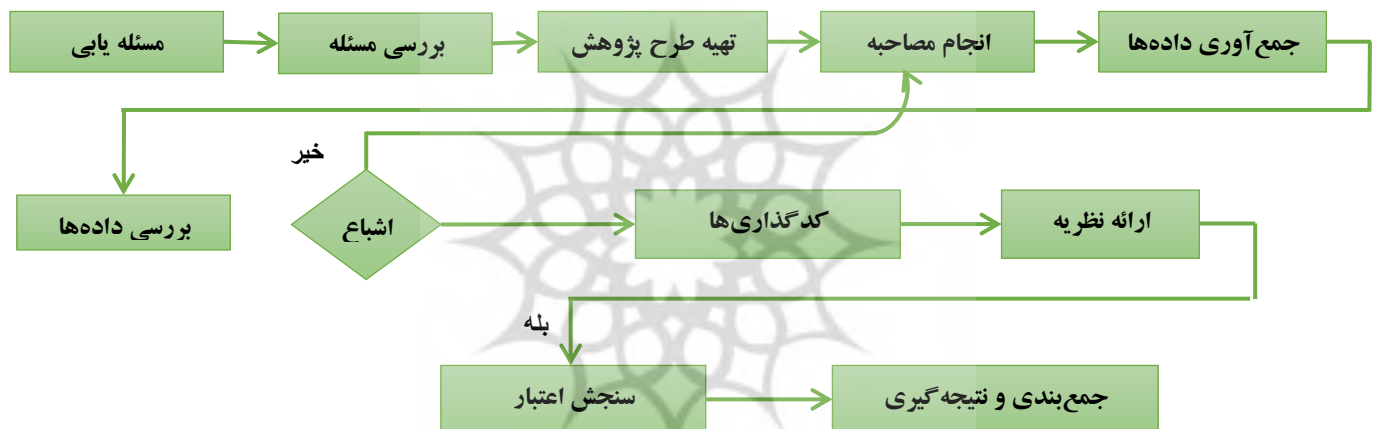 مسئله یابی
بررسی مسئله
تهیه طرح پژوهش
انجام مصاحبه
جمع‌آوری داده‌ها
خیر
بررسی داده‌ها
اشباع
کدگذاری‌ها
ارائه نظریه
بله
سنجش اعتبار
جمع‌بندی و نتیجه‌گیری